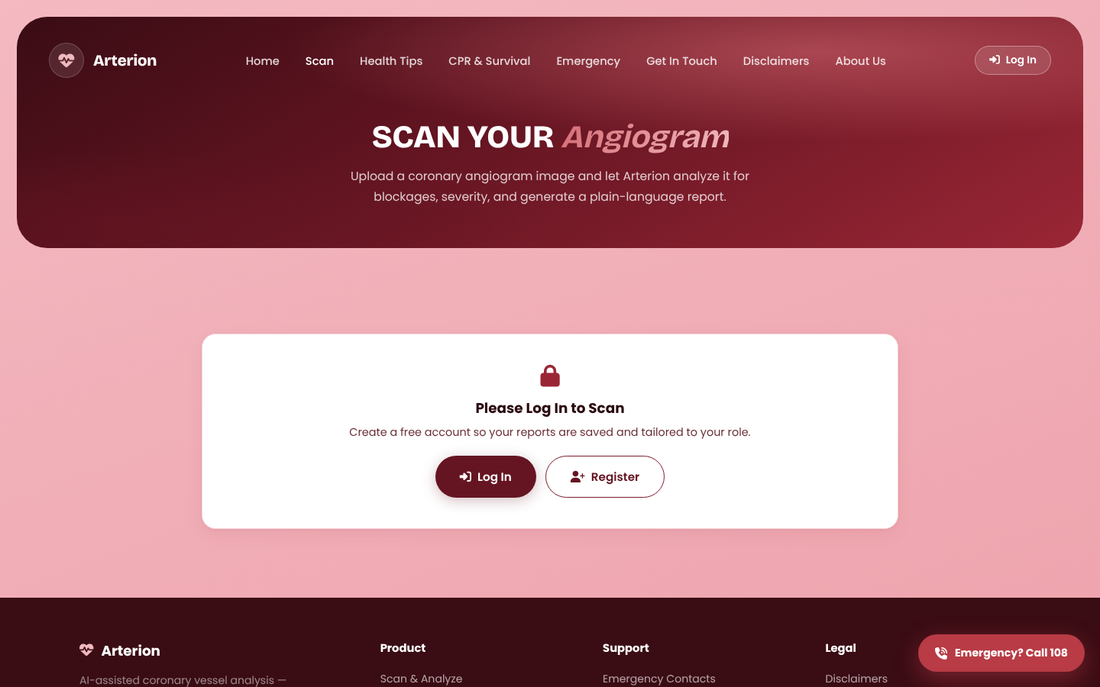 Arterion
Home Scan Health Tips CPR & Survival Emergency Get In Touch Disclaimers About Us
Log In
SCAN YOUR Angiogram
Upload a coronary angiogram image and let Arterion analyze it for
blockages, severity, and generate a plain-language report.
Please Log In to Scan
Create a free account so your reports are saved and tailored to your role.
Log In
Register
Arterion
AI-assisted coronary vessel analysis —
Product
Scan & Analyze
Support
Emergency Contacts
Legal
Disclaimers
Emergency? Call 108